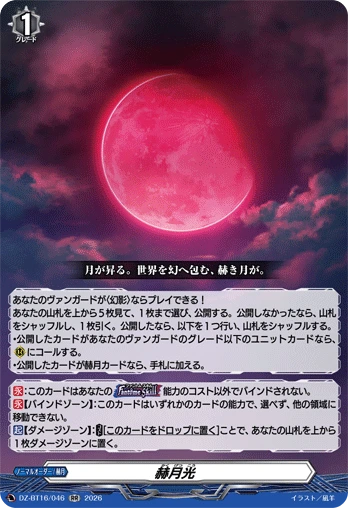 1
グレード
月が昇る。世界を幻へ包む、赫き月が。
あなたのヴァンガードが〈幻影〉ならプレイできる！
あなたの山札を上から５枚見て、１枚まで選び、公開する。公開しなかったなら、山札
をシャッフルし、１枚引く。公開したなら、以下を１つ行い、山札をシャッフルする。
・公開したカードがあなたのヴァンガードのグレード以下のユニットカードなら、
にコールする。
・公開したカードが赫月カードなら、手札に加える。
永:このカードはあなたの 能力のコスト以外でバインドされない。
永【バインドゾーン】:このカードはいずれかのカードの能力で、選べず、他の領域に
移動できない。
起【ダメージゾーン】:[このカードをドロップに置く]ことで、あなたの山札を上から
１枚ダメージゾーンに置く。
ノーマルオーダー/赫月
赫月光
DZ-BT16/046 RR 2026 イラスト/凪羊